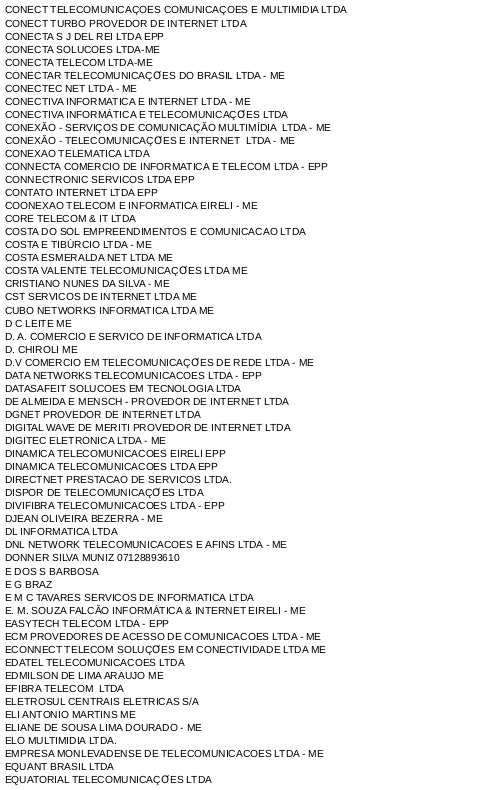 CONECT TELECOMUNICAÇOES COMUNICAÇOES E MULTIMIDIA LTDA
CONECT TURBO PROVEDOR DE INTERNET LTDA
CONECTA S J DEL REI LTDA EPP
CONECTA SOLUCOES LTDA-ME
CONECTA TELECOM LTDA-ME
CONECTAR TELECOMUNICAÇÕES DO BRASIL LTDA - ME
CONECTEC NET LTDA - ME
CONECTIVA INFORMATICA E INTERNET LTDA - ME
CONECTIVA INFORMÁTICA E TELECOMUNICAÇÕES LTDA
CONEXÃO - SERVIÇOS DE COMUNICAÇÃO MULTIMÍDIA  LTDA - ME
CONEXÃO - TELECOMUNICAÇÕES E INTERNET  LTDA - ME
CONEXAO TELEMATICA LTDA
CONNECTA COMERCIO DE INFORMATICA E TELECOM LTDA - EPP
CONNECTRONIC SERVICOS LTDA EPP
CONTATO INTERNET LTDA EPP
COONEXAO TELECOM E INFORMATICA EIRELI - ME
CORE TELECOM & IT LTDA
COSTA DO SOL EMPREENDIMENTOS E COMUNICACAO LTDA
COSTA E TIBÚRCIO LTDA - ME
COSTA ESMERALDA NET LTDA ME
COSTA VALENTE TELECOMUNICAÇÕES LTDA ME
CRISTIANO NUNES DA SILVA - ME
CST SERVICOS DE INTERNET LTDA ME
CUBO NETWORKS INFORMATICA LTDA ME
D C LEITE ME
D. A. COMERCIO E SERVICO DE INFORMATICA LTDA
D. CHIROLI ME
D.V COMERCIO EM TELECOMUNICAÇÕES DE REDE LTDA - ME
DATA NETWORKS TELECOMUNICACOES LTDA - EPP
DATASAFEIT SOLUCOES EM TECNOLOGIA LTDA
DE ALMEIDA E MENSCH - PROVEDOR DE INTERNET LTDA
DGNET PROVEDOR DE INTERNET LTDA
DIGITAL WAVE DE MERITI PROVEDOR DE INTERNET LTDA
DIGITEC ELETRONICA LTDA - ME
DINAMICA TELECOMUNICACOES EIRELI EPP
DINAMICA TELECOMUNICACOES LTDA EPP
DIRECTNET PRESTACAO DE SERVICOS LTDA.
DISPOR DE TELECOMUNICAÇÕES LTDA
DIVIFIBRA TELECOMUNICACOES LTDA - EPP
DJEAN OLIVEIRA BEZERRA - ME
DL INFORMATICA LTDA
DNL NETWORK TELECOMUNICACOES E AFINS LTDA - ME
DONNER SILVA MUNIZ 07128893610
E DOS S BARBOSA
E G BRAZ
E M C TAVARES SERVICOS DE INFORMATICA LTDA
E. M. SOUZA FALCÃO INFORMÁTICA & INTERNET EIRELI - ME
EASYTECH TELECOM LTDA - EPP
ECM PROVEDORES DE ACESSO DE COMUNICACOES LTDA - ME
ECONNECT TELECOM SOLUÇÕES EM CONECTIVIDADE LTDA ME
EDATEL TELECOMUNICACOES LTDA
EDMILSON DE LIMA ARAUJO ME
EFIBRA TELECOM  LTDA
ELETROSUL CENTRAIS ELETRICAS S/A
ELI ANTONIO MARTINS ME
ELIANE DE SOUSA LIMA DOURADO - ME
ELO MULTIMIDIA LTDA.
EMPRESA MONLEVADENSE DE TELECOMUNICACOES LTDA - ME
EQUANT BRASIL LTDA
EQUATORIAL TELECOMUNICAÇÕES LTDA